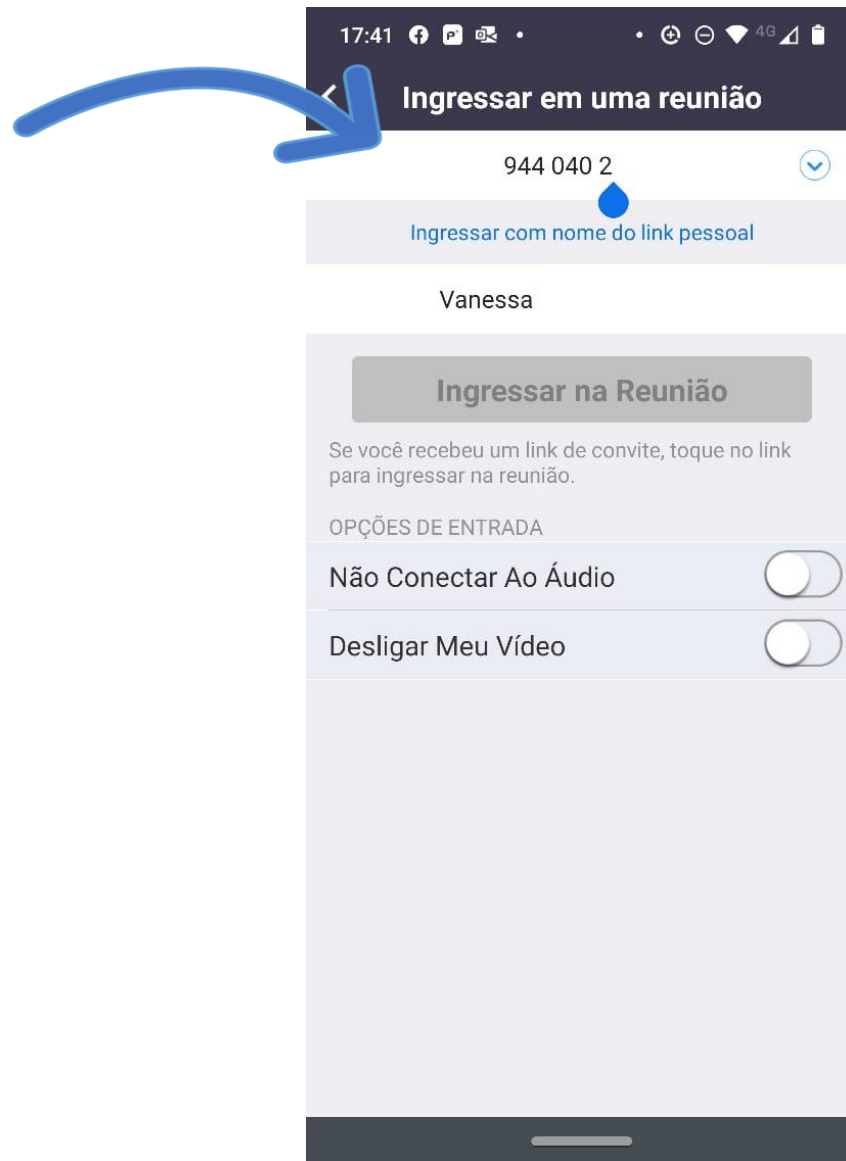 17:41 4G
Ingressar em uma reunião
944 040 2
Ingressar com nome do link pessoal
Vanessa
Ingressar na Reunião
Se você recebeu um link de convite, toque no link
para ingressar na reunião.
OPÇÕES DE ENTRADA
Não Conectar Ao Áudio
Desligar Meu Vídeo